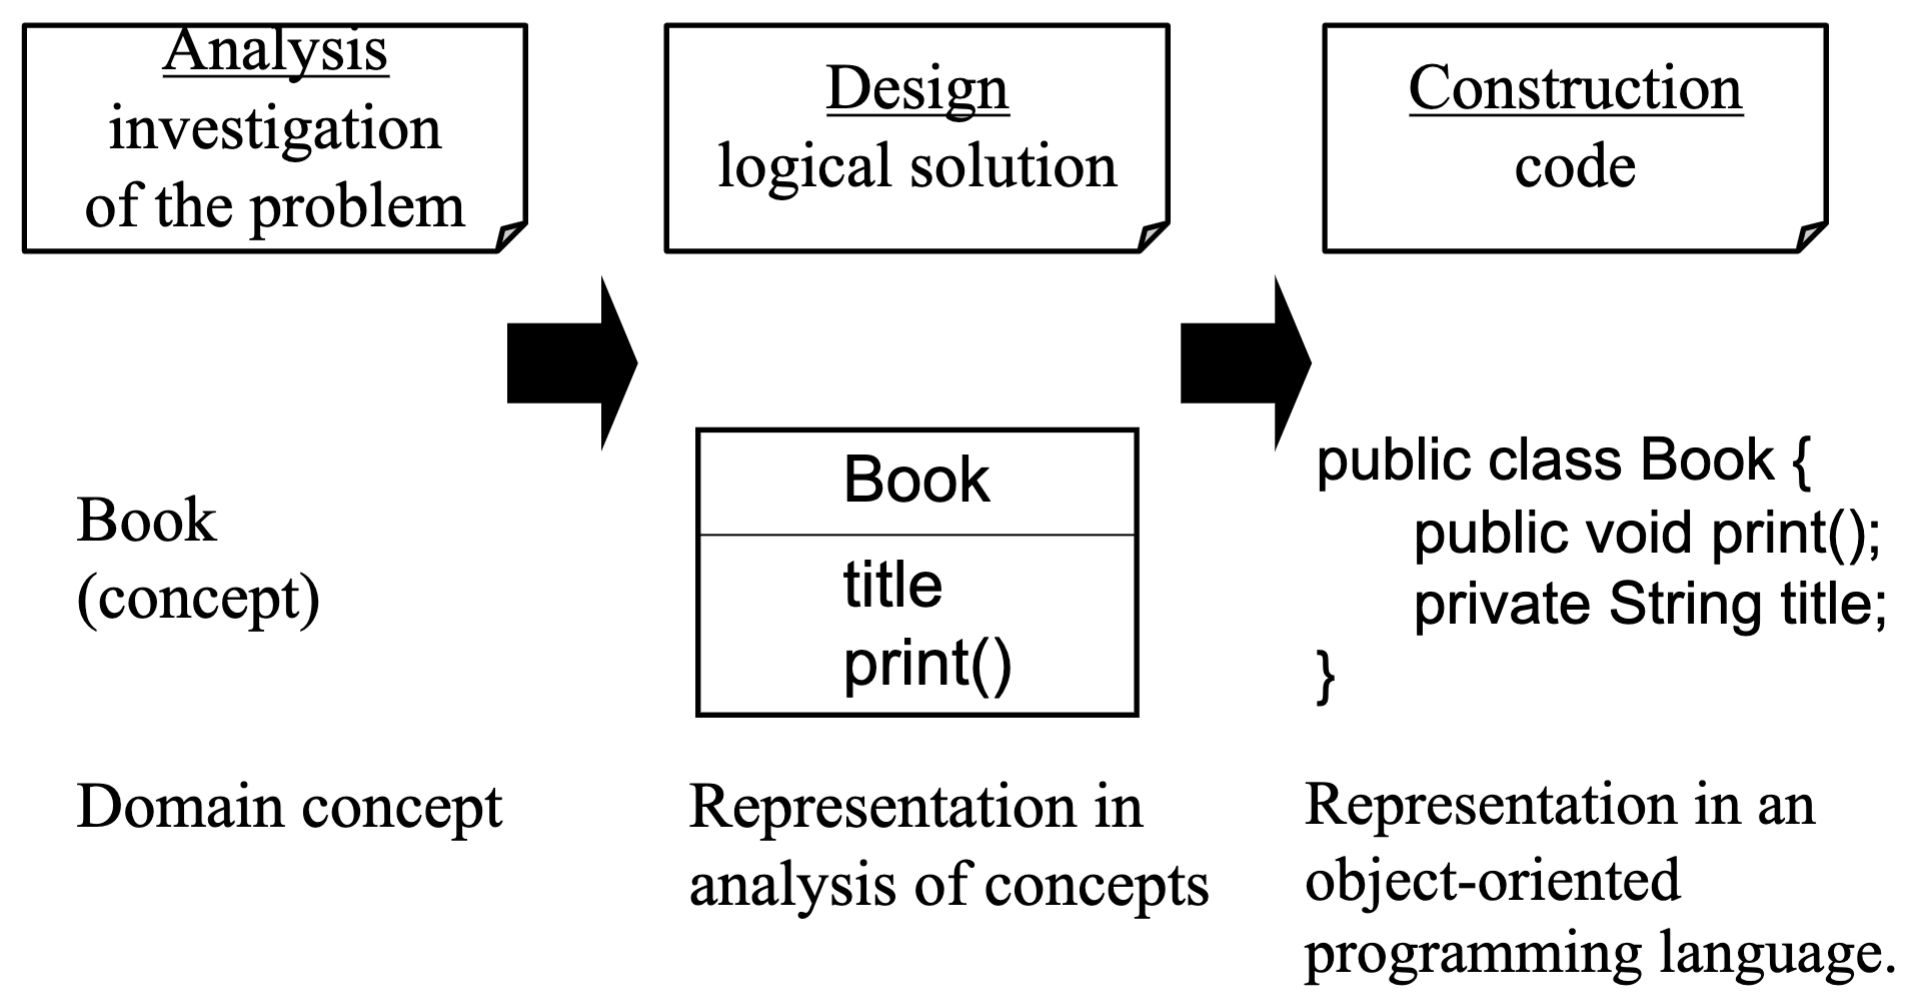 Analysis
investigation
of the problem
Design
logical solution
Construction
code
Book
(concept)
Book
title
print()
public class Book {
public void print();
private String title;
}
Domain concept
Representation in
analysis of concepts
Representation in an
object-oriented
programming language.